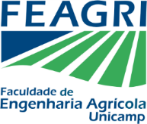 FEAGRI
Faculdade de
Engenharia Agrícola
Unicamp